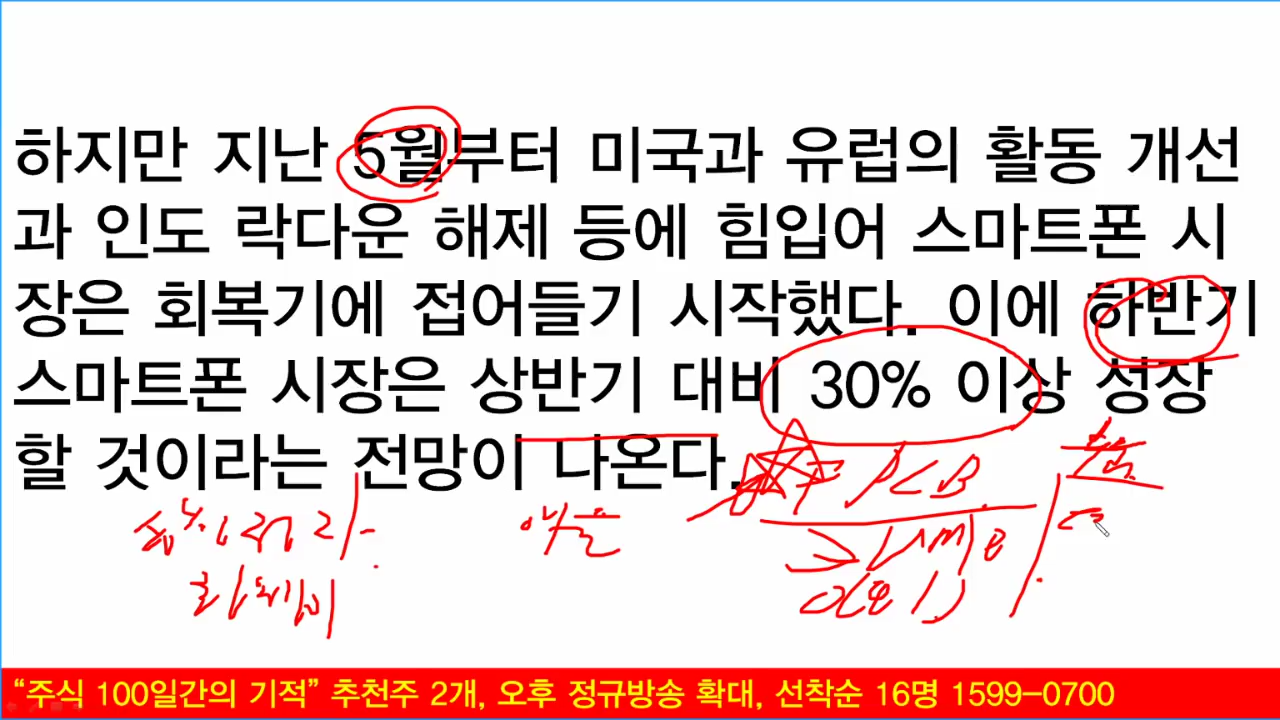 하지만 지난 5월부터 미국과 유럽의 활동 개선
과 인도 락다운 해제 등에 힘입어 스마트폰 시
장은 회복기에 접어들기 시작했다. 이에 하반기
스마트폰 시장은 상반기 대비 30% 이상 성장
할 것이라는 전망이 나온다.
PCB
애플
“주식 100일간의 기적” 추천주 2개, 오후 정규방송 확대, 선착순 16명 1599-0700